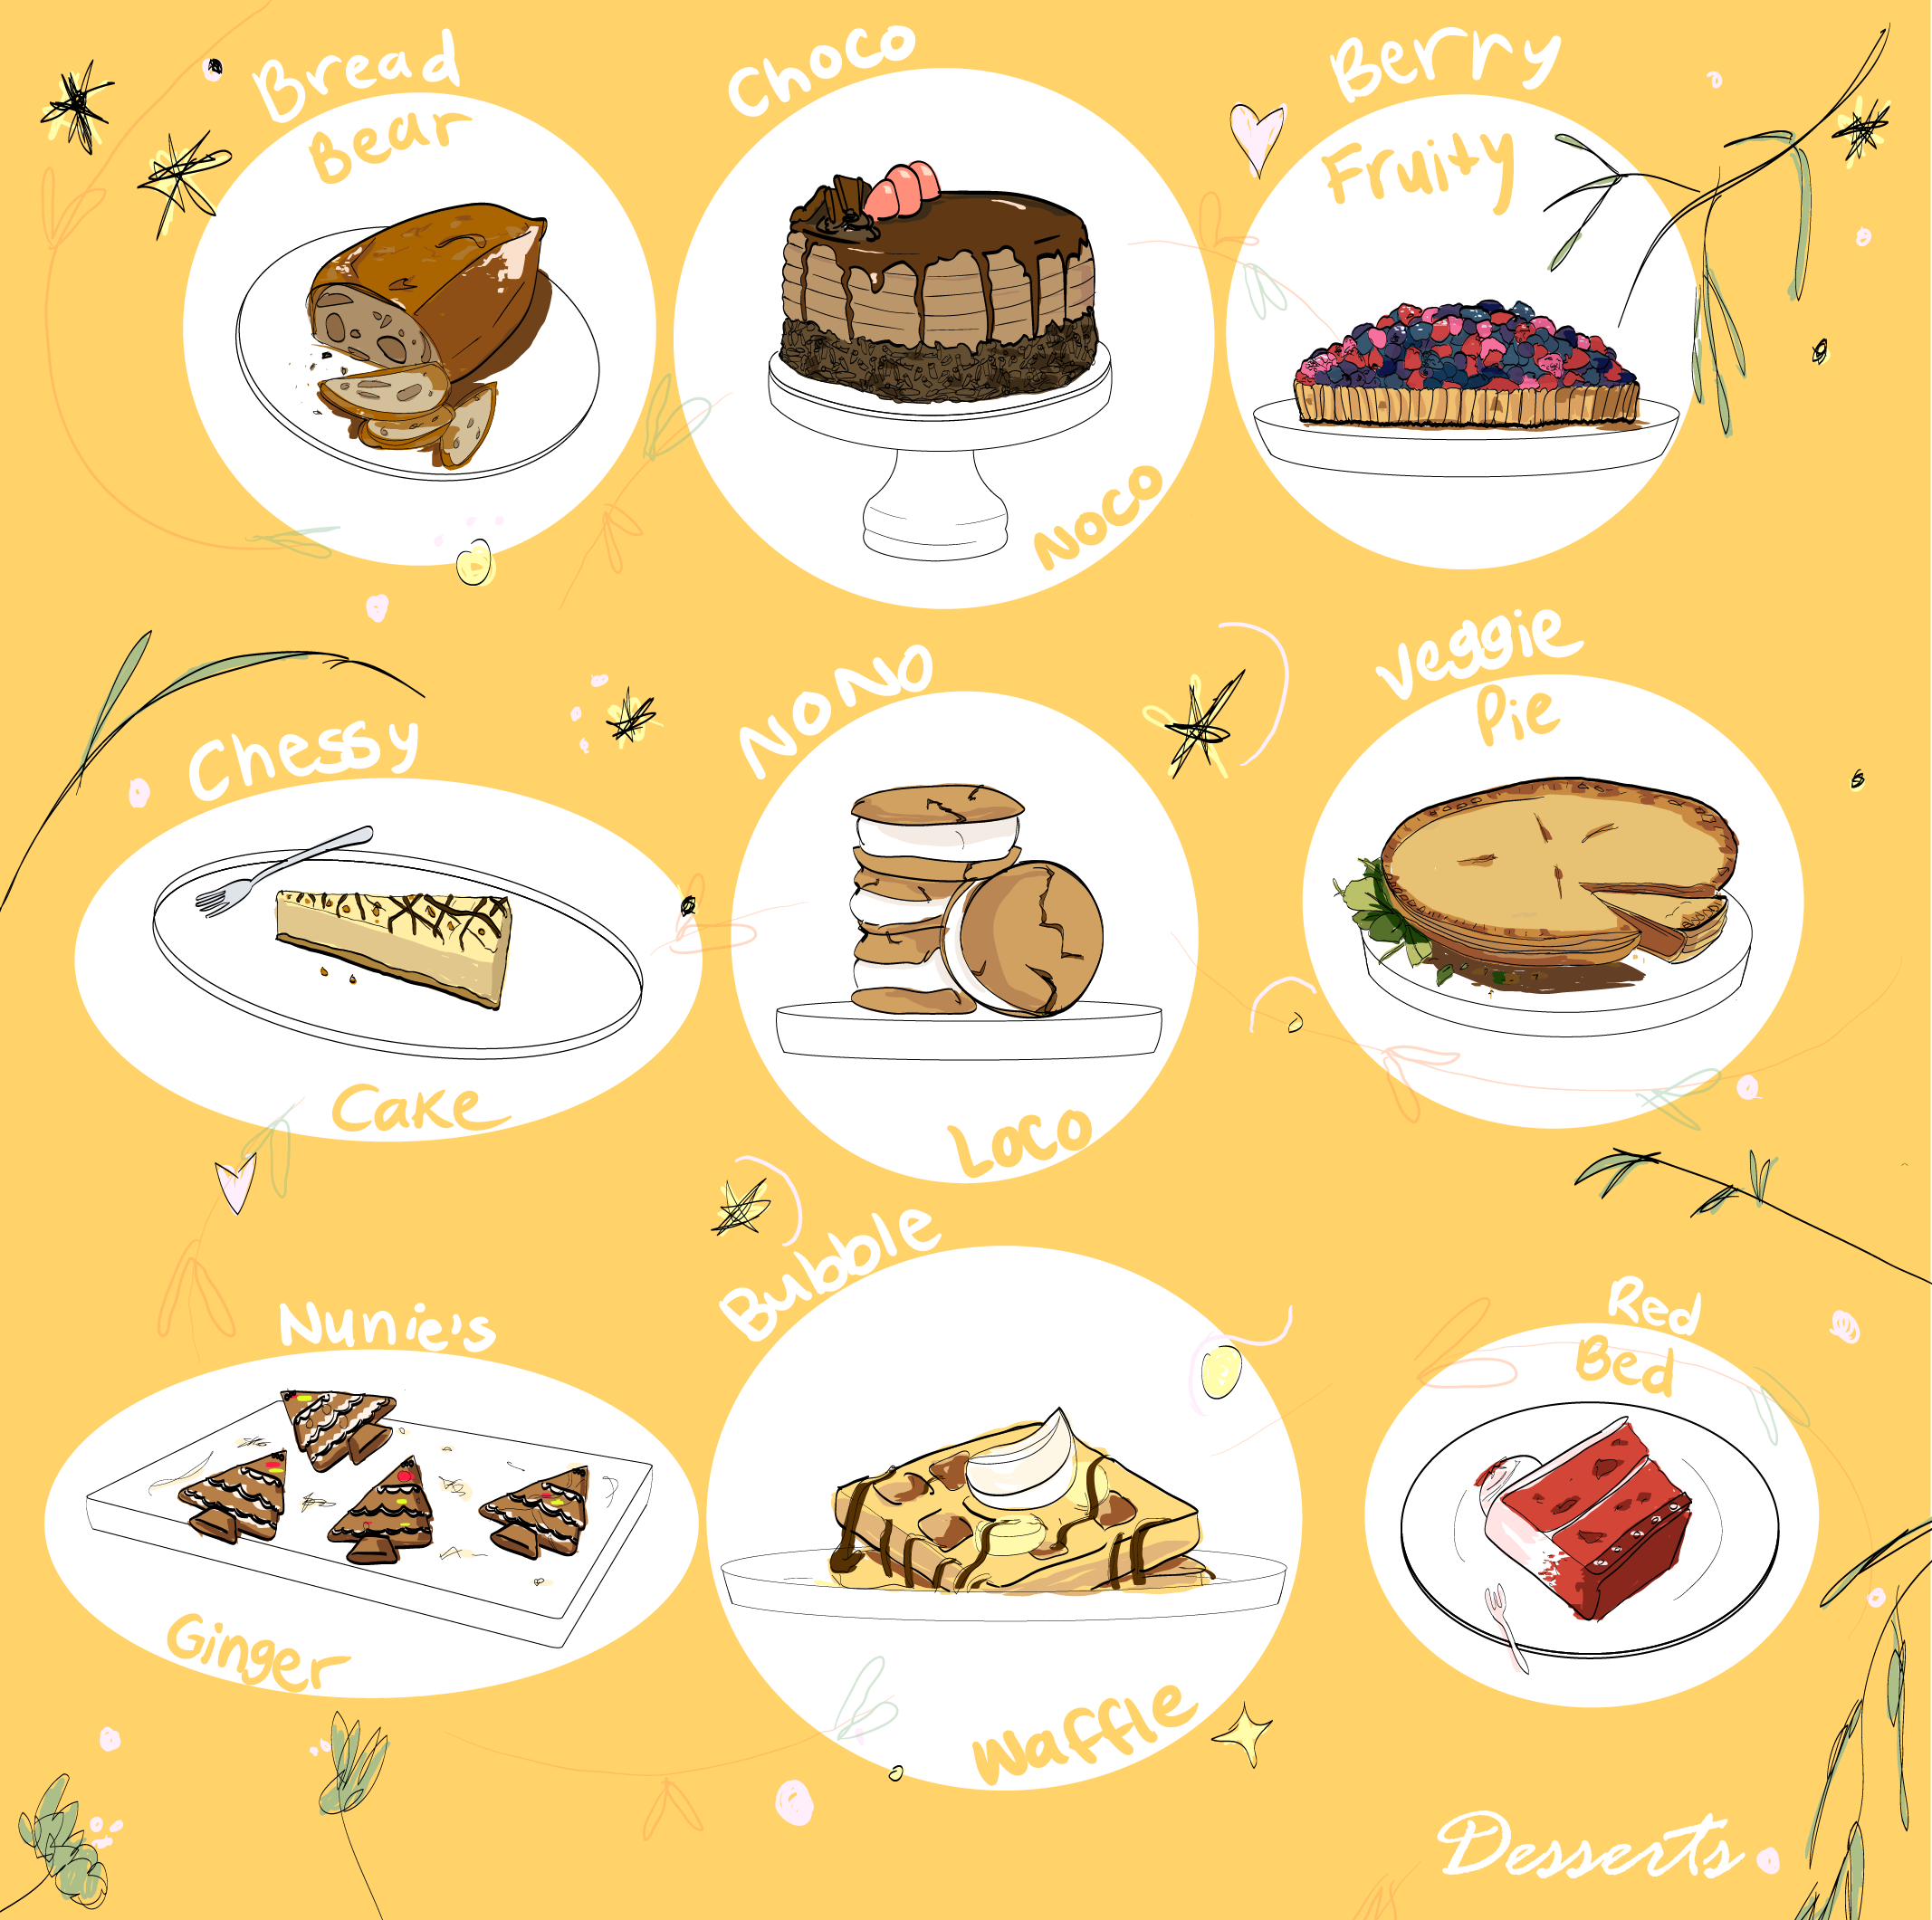 Bread
Bear
Choco
Noco
Berry
Fruity
Chessy
Cake
NoNo
Loco
Veggie
Pie
Nunie's
Ginger
Bubble
Waffle
Red
Bed
Desserts